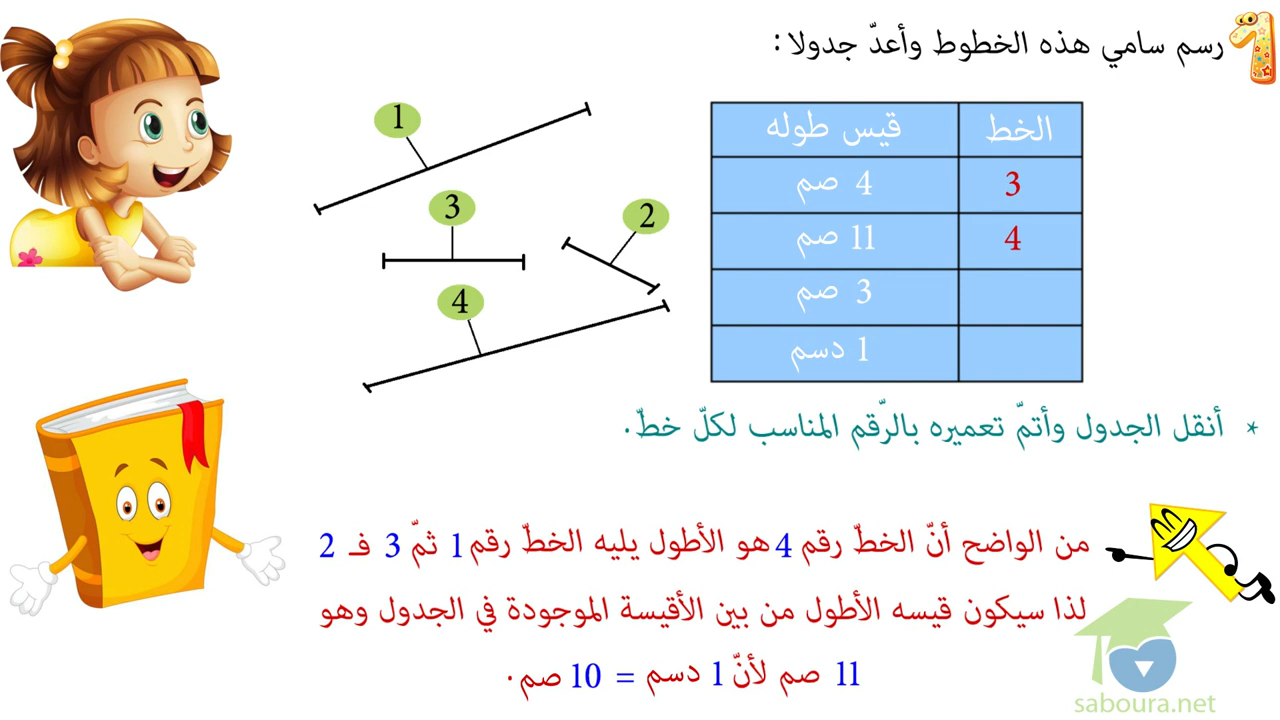 1
رسم سامي هذه الخطوط وأعدّ جدولا:
الخط قيس طوله
3 4 صم
4 11 صم
3 صم
1 دسم
1
3
2
4
* أنقل الجدول وأتمّ تعميره بالرّقم المناسب لكلّ خطّ.
من الواضح أنّ الخطّ رقم 4 هو الأطول يليه الخطّ رقم 1 ثمّ 3 فـ 2
لذا سيكون قيسه الأطول من بين الأقيسة الموجودة في الجدول وهو
11 صم لأنّ 1 دسم = 10 صم.
saboura.net